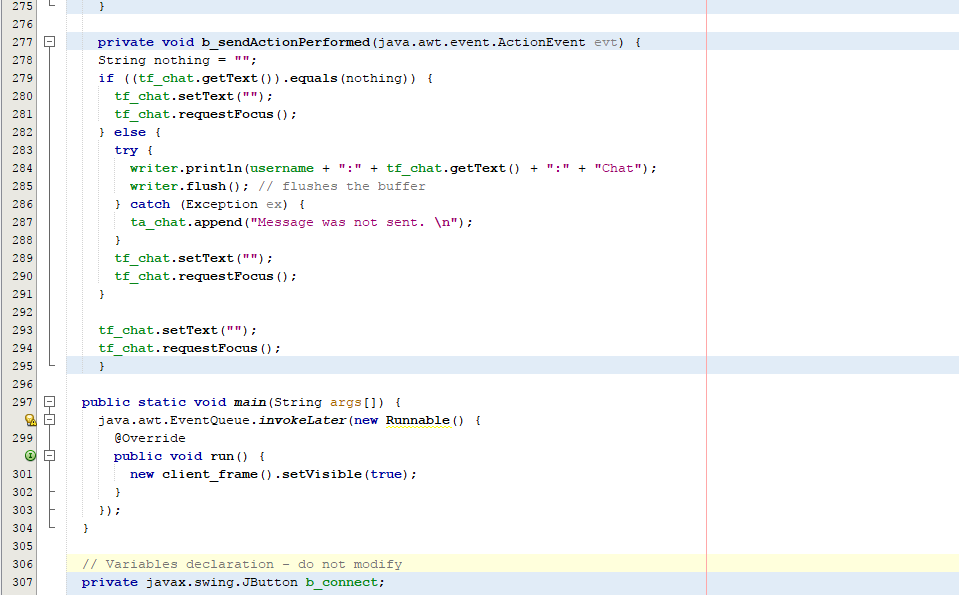 275 }
276
277 private void b_sendActionPerformed(java.awt.event.ActionEvent evt) {
278 String nothing = "";
279 if ((tf_chat.getText()).equals(nothing)) {
280 tf_chat.setText("");
281 tf_chat.requestFocus();
282 } else {
283 try {
284 writer.println(username + ":" + tf_chat.getText() + ":" + "Chat");
285 writer.flush(); // flushes the buffer
286 } catch (Exception ex) {
287 ta_chat.append("Message was not sent. \n");
288 }
289 tf_chat.setText("");
290 tf_chat.requestFocus();
291 }
292
293 tf_chat.setText("");
294 tf_chat.requestFocus();
295 }
296
297 public static void main(String args[]) {
java.awt.EventQueue.invokeLater(new Runnable() {
299 @Override
public void run() {
301 new client_frame().setVisible(true);
302 }
303 });
304 }
305
306 // Variables declaration - do not modify
307 private javax.swing.JButton b_connect;